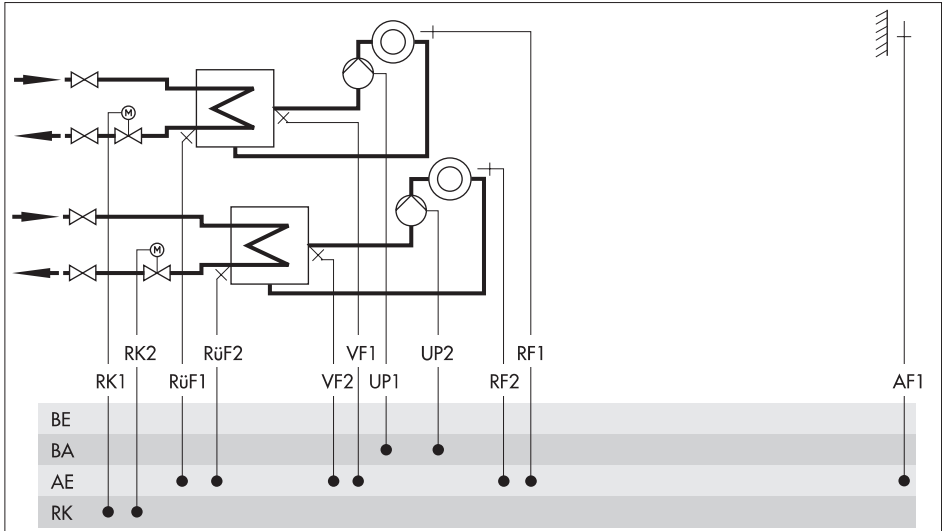 M
M
RK2 RüF2 VF1 UP2 RF1
RK1 RüF1 VF2 UP1 RF2 AF1
BE
BA
AE
RK